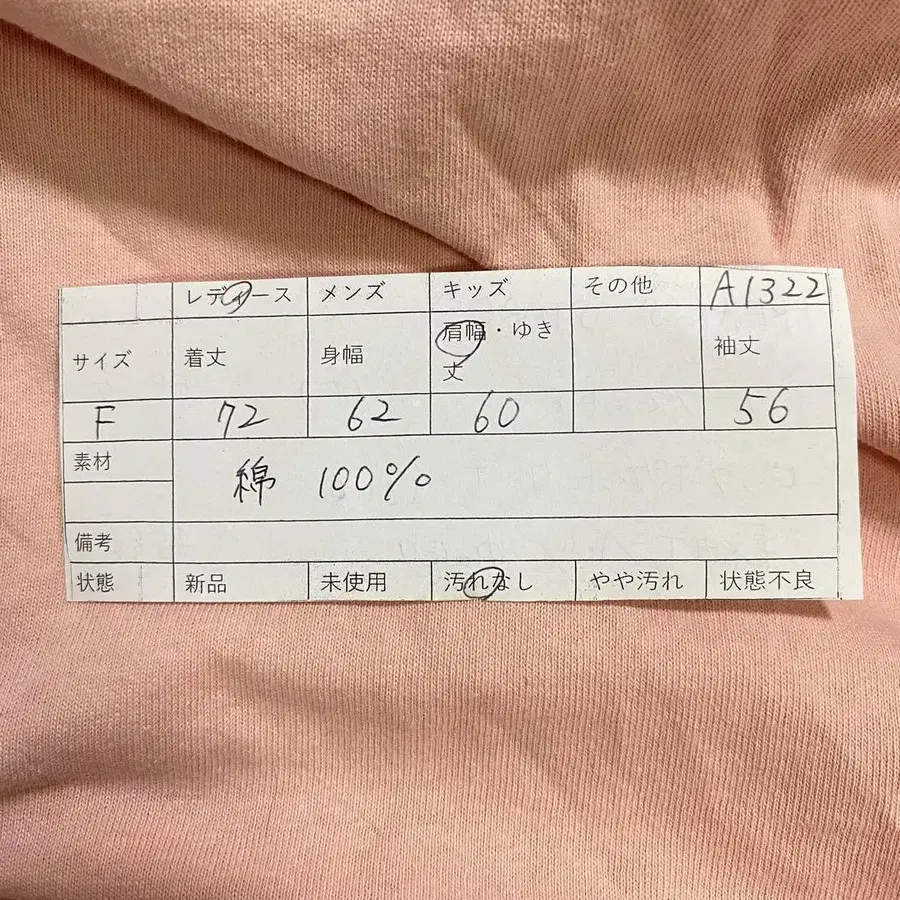 レディース メンズ キッズ その他 A1322
サイズ 着丈 身幅 肩幅・ゆき丈 袖丈
F 72 62 60 56
素材 綿 100%
備考
状態 新品 未使用 汚れなし やや汚れ 状態不良